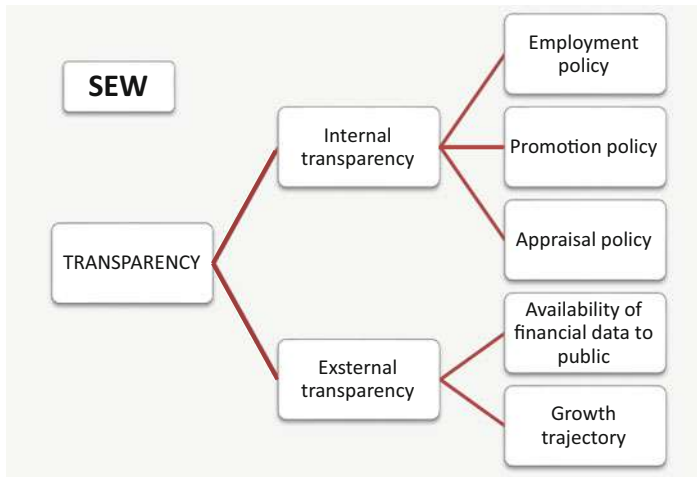 SEW
TRANSPARENCY
Internal
transparency
Employment
policy
Promotion policy
Appraisal policy
Exsternal
transparency
Availability of
financial data to
public
Growth
trajectory